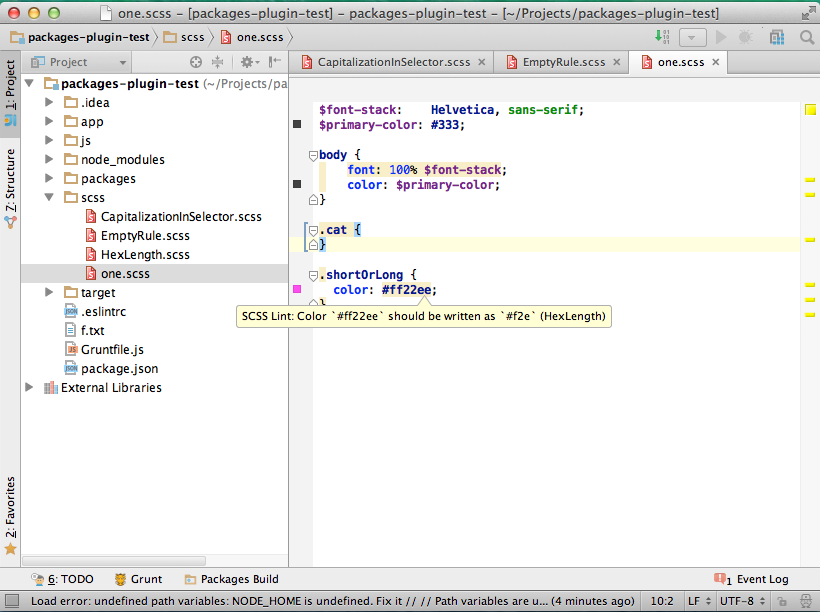 one.scss – [packages-plugin-test] – packages-plugin-test – [~/Projects/packages-plugin-test]
packages-plugin-test scss one.scss
1: Project
Z: Structure
2: Favorites
Project
packages-plugin-test (~/Projects/pa
.idea
app
js
node_modules
packages
scss
CapitalizationInSelector.scss
EmptyRule.scss
HexLength.scss
one.scss
target
.eslintrc
f.txt
Gruntfile.js
package.json
External Libraries
CapitalizationInSelector.scss EmptyRule.scss one.scss
$font-stack: Helvetica, sans-serif;
$primary-color: #333;
body {
font: 100% $font-stack;
color: $primary-color;
}
.cat {
}
.shortOrLong {
color: #ff22ee;
}
SCSS Lint: Color `#ff22ee` should be written as `#f2e` (HexLength)
6: TODO Grunt Packages Build 1 Event Log
Load error: undefined path variables: NODE_HOME is undefined. Fix it // // Path variables are u... (4 minutes ago) 10:2 LF UTF-8